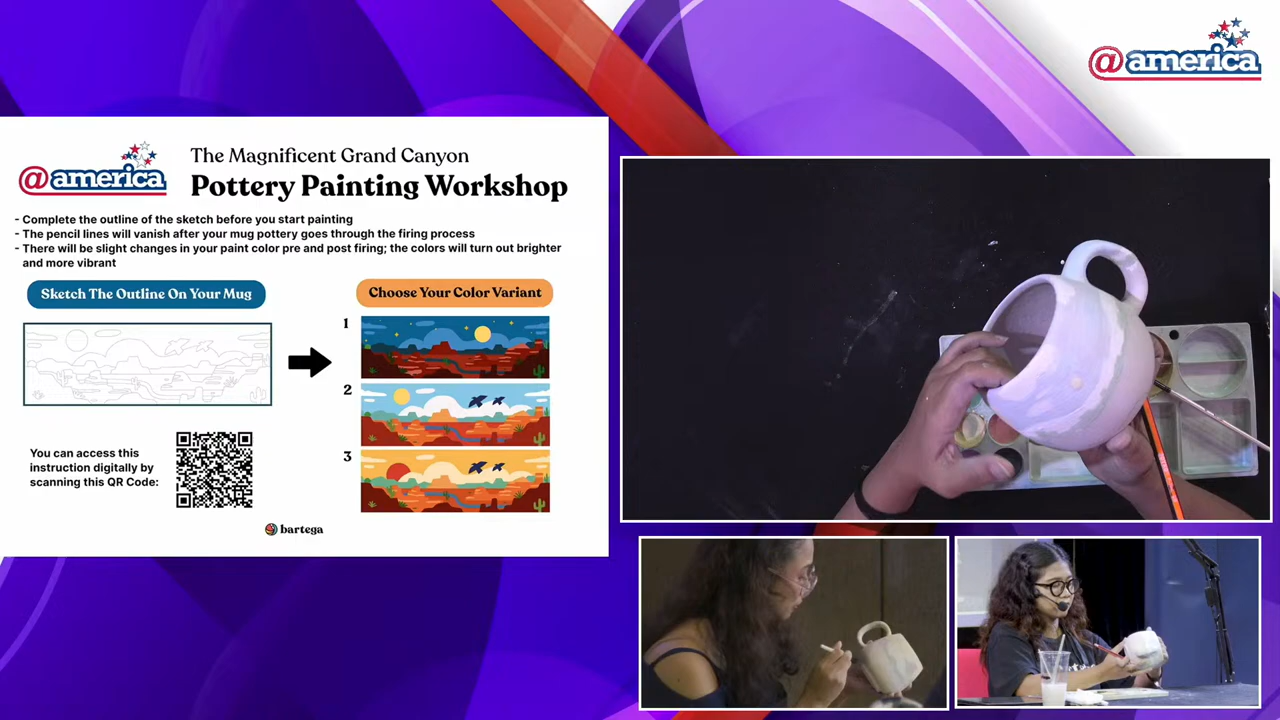 @america
@america
The Magnificent Grand Canyon
Pottery Painting Workshop
- Complete the outline of the sketch before you start painting
- The pencil lines will vanish after your mug pottery goes through the firing process
- There will be slight changes in your paint color pre and post firing; the colors will turn out brighter
and more vibrant
Sketch The Outline On Your Mug
Choose Your Color Variant
1
2
3
You can access this
instruction digitally by
scanning this QR Code:
bartega